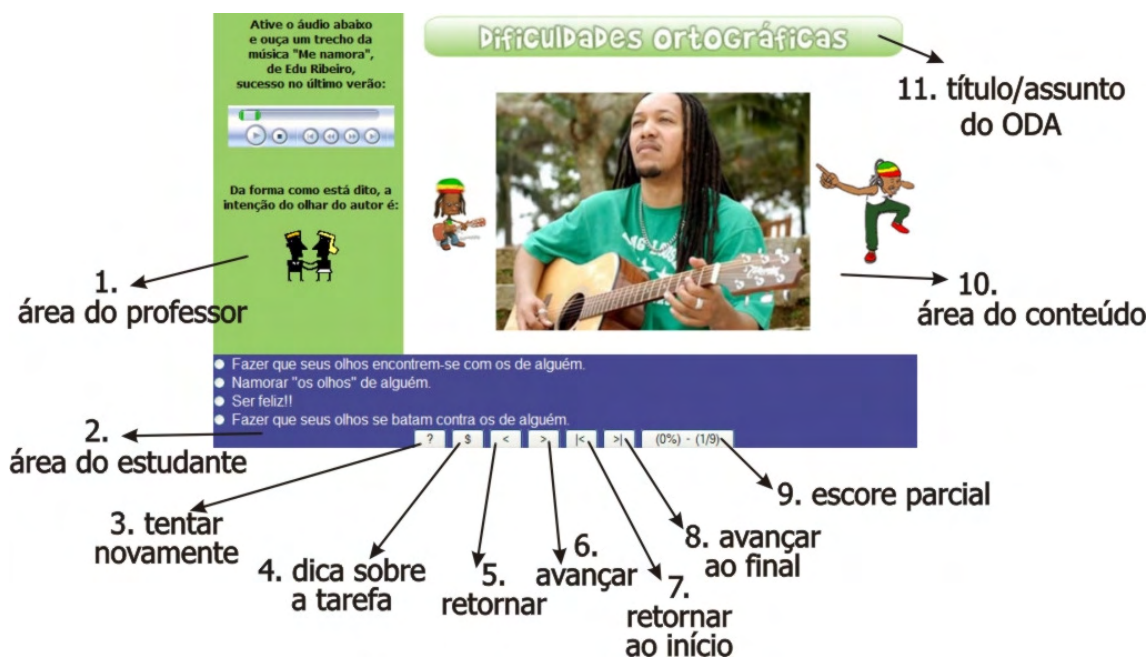 Ative o áudio abaixo
e ouça um trecho da
música "Me namora",
de Edu Ribeiro,
sucesso no último verão:
Da forma como está dito, a
intenção do olhar do autor é:
Dificuldades Ortográficas
11. título/assunto
do ODA
1.
área do professor
10.
área do conteúdo
Fazer que seus olhos encontrem-se com os de alguém.
Namorar "os olhos" de alguém.
Ser feliz!!
Fazer que seus olhos se batam contra os de alguém.
? $ < > |< >| (0%) - (1/9)
2.
área do estudante
3. tentar
novamente
4. dica sobre
a tarefa
5.
retornar
6.
avançar
7.
retornar
ao início
8. avançar
ao final
9. escore parcial